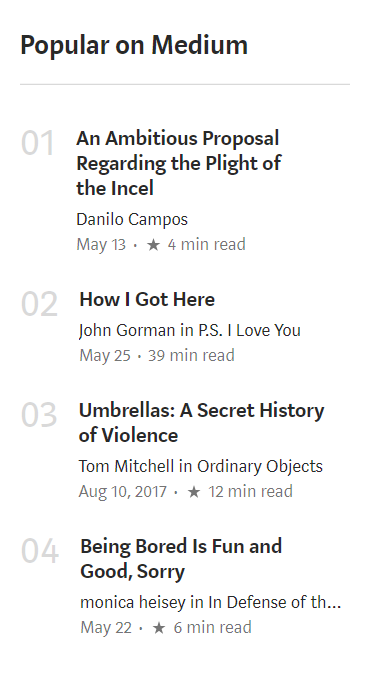 Popular on Medium
01
An Ambitious Proposal
Regarding the Plight of
the Incel
Danilo Campos
May 13 · ★ 4 min read
02
How I Got Here
John Gorman in P.S. I Love You
May 25 · 39 min read
03
Umbrellas: A Secret History
of Violence
Tom Mitchell in Ordinary Objects
Aug 10, 2017 · ★ 12 min read
04
Being Bored Is Fun and
Good, Sorry
monica heisey in In Defense of th...
May 22 · ★ 6 min read